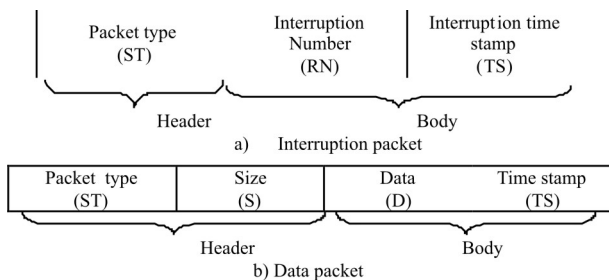 Packet type
(ST)
Interruption
Number
(RN)
Interruption time
stamp
(TS)
Header
Body
a) Interruption packet
Packet type
(ST)
Size
(S)
Data
(D)
Time stamp
(TS)
Header
Body
b) Data packet